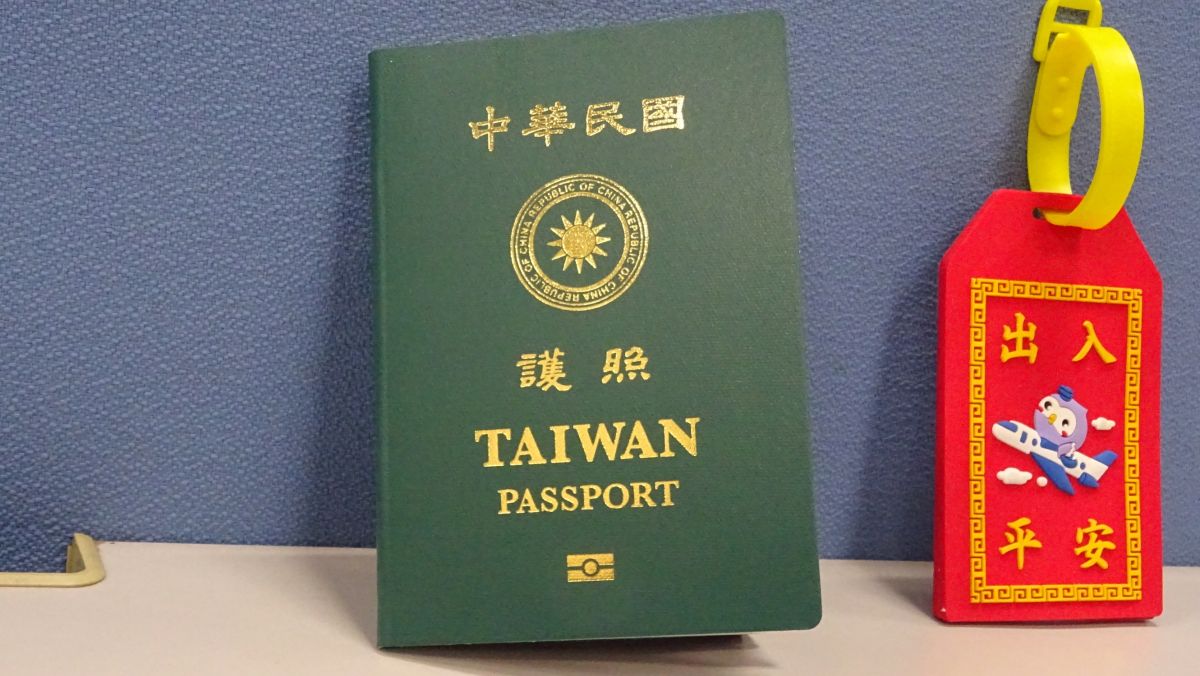 中華民國
REPUBLIC OF CHINA REPUBLIC OF CHINA REPUBLIC OF CHINA
護照
TAIWAN
PASSPORT
出入
平安